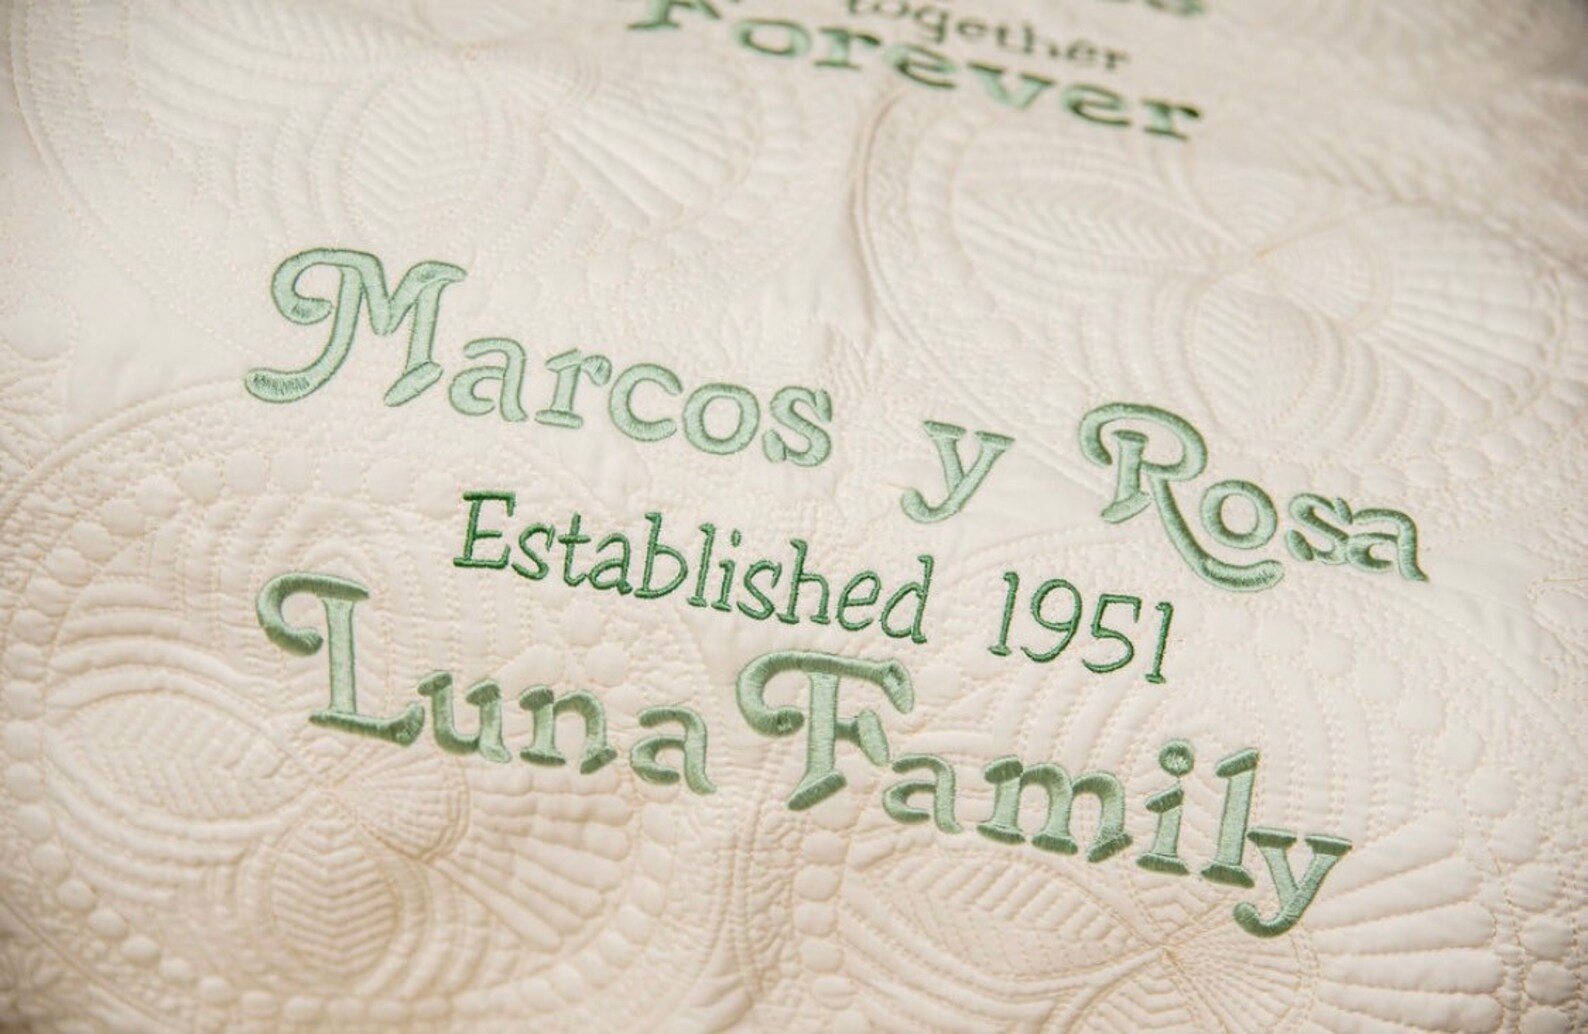 together
Forever
Marcos y Rosa
Established 1951
Luna Family